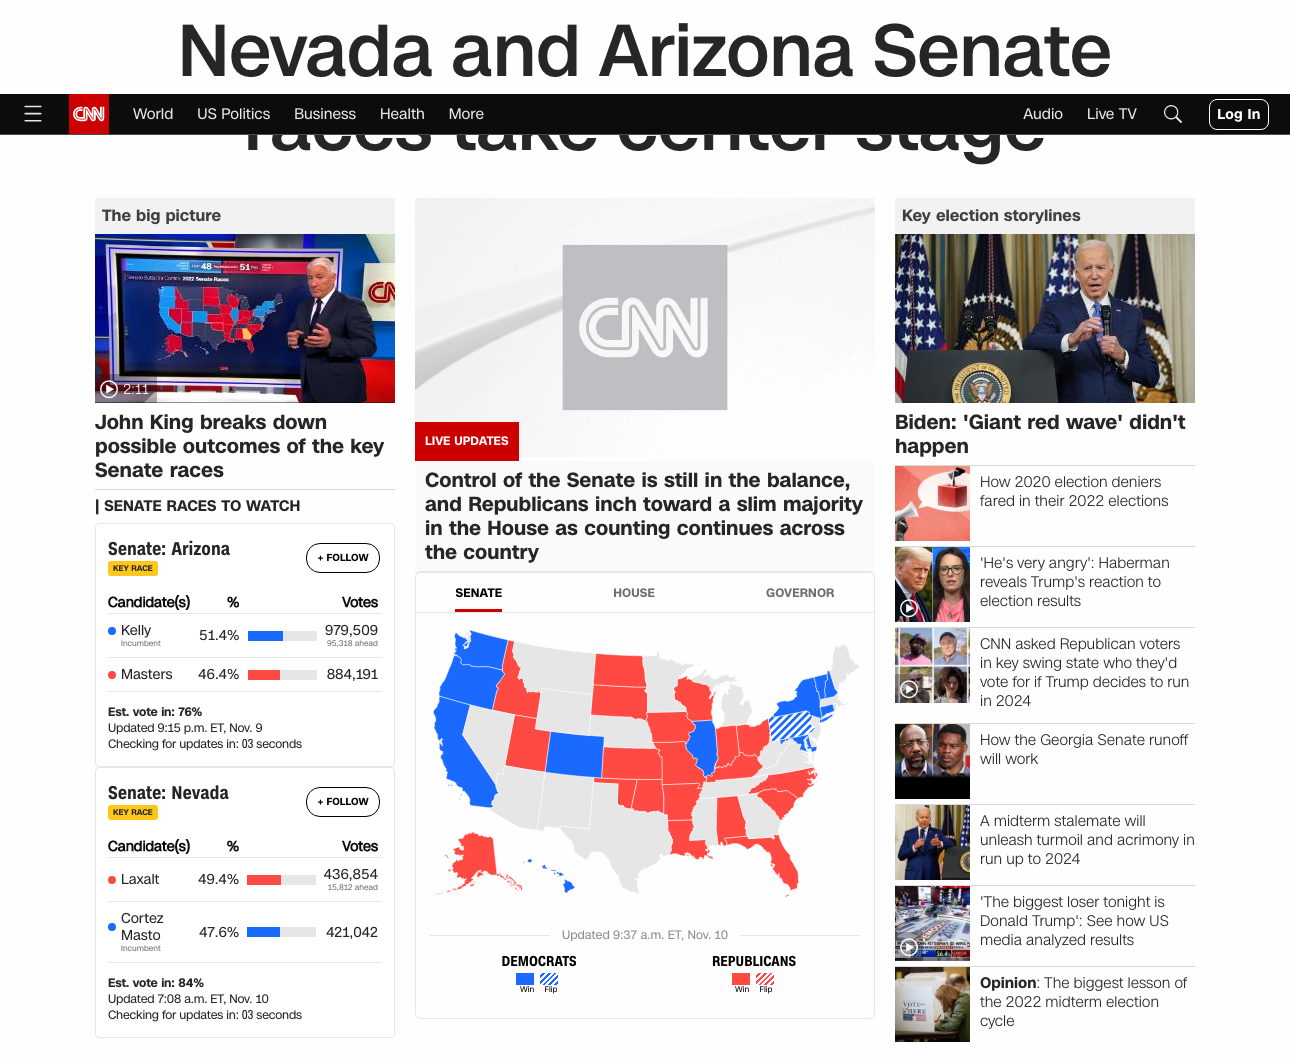 Nevada and Arizona Senate
CNN World US Politics Business Health More Audio Live TV Log In
races take center stage
The big picture
48 51
Senate Battle for Control: 2022 Senate Races
2:11
John King breaks down
possible outcomes of the key
Senate races
| SENATE RACES TO WATCH
Senate: Arizona
+ FOLLOW
KEY RACE
Candidate(s) % Votes
Kelly 51.4% 979,509
Incumbent 95,318 ahead
Masters 46.4% 884,191
Est. vote in: 76%
Updated 9:15 p.m. ET, Nov. 9
Checking for updates in: 03 seconds
Senate: Nevada
+ FOLLOW
KEY RACE
Candidate(s) % Votes
Laxalt 49.4% 436,854
15,812 ahead
Cortez
Masto 47.6% 421,042
Incumbent
Est. vote in: 84%
Updated 7:08 a.m. ET, Nov. 10
Checking for updates in: 03 seconds
CNN
LIVE UPDATES
Control of the Senate is still in the balance,
and Republicans inch toward a slim majority
in the House as counting continues across
the country
SENATE HOUSE GOVERNOR
Updated 9:37 a.m. ET, Nov. 10
DEMOCRATS REPUBLICANS
Win Flip Win Flip
Key election storylines
Biden: 'Giant red wave' didn't
happen
How 2020 election deniers
fared in their 2022 elections
'He's very angry': Haberman
reveals Trump's reaction to
election results
CNN asked Republican voters
in key swing state who they'd
vote for if Trump decides to run
in 2024
How the Georgia Senate runoff
will work
A midterm stalemate will
unleash turmoil and acrimony in
run up to 2024
'The biggest loser tonight is
Donald Trump': See how US
media analyzed results
Opinion: The biggest lesson of
the 2022 midterm election
cycle
VOTE
HERE